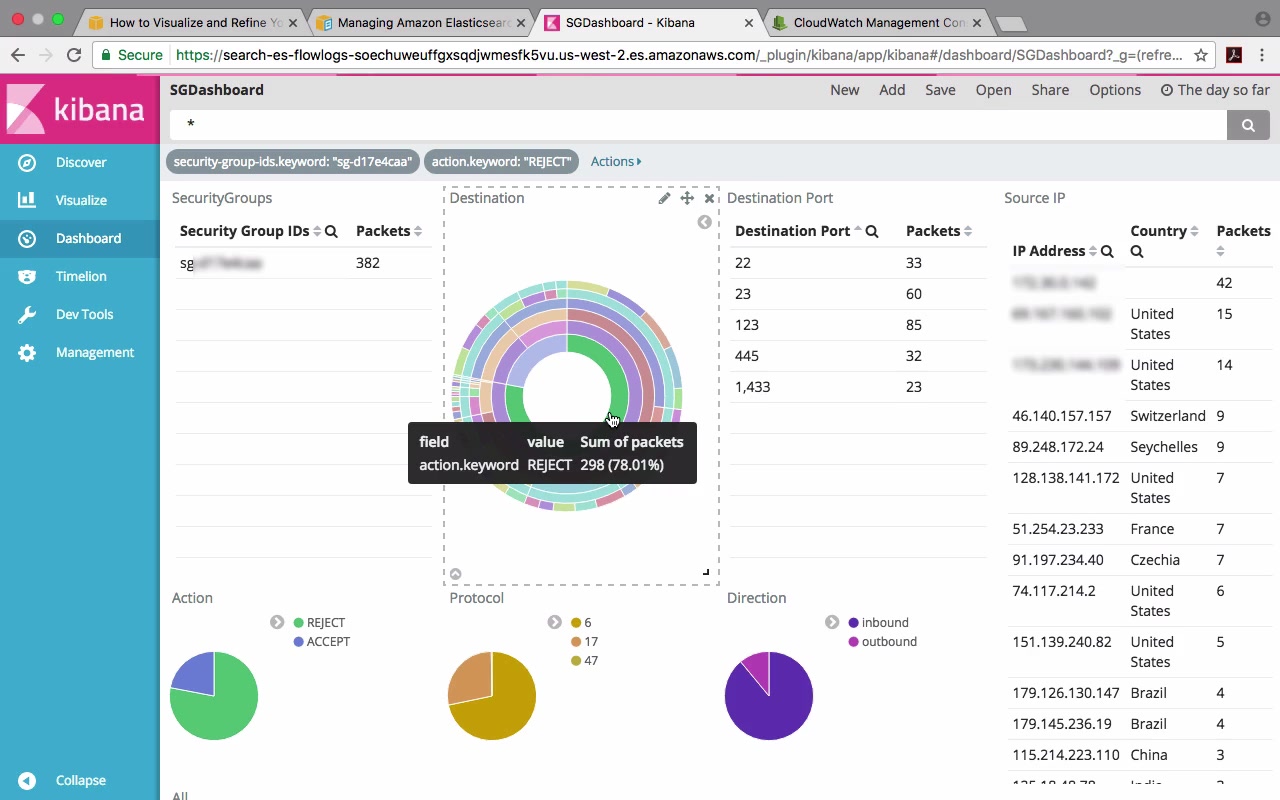 How to Visualize and Refine Yo
Managing Amazon Elasticsear
SGDashboard - Kibana
CloudWatch Management Con
Secure
https://search-es-flowlogs-soechuweuffgxsqdjwmesfk5vu.us-west-2.es.amazonaws.com/_plugin/kibana/app/kibana#/dashboard/SGDashboard?_g=(refre...
kibana
Discover
Visualize
Dashboard
Timelion
Dev Tools
Management
Collapse
SGDashboard
New Add Save Open Share Options The day so far
*
security-group-ids.keyword: "sg-d17e4caa"
action.keyword: "REJECT"
Actions
SecurityGroups
Security Group IDs Packets
sg 382
Destination
field value Sum of packets
action.keyword REJECT 298 (78.01%)
Destination Port
Destination Port Packets
22 33
23 60
123 85
445 32
1,433 23
Source IP
IP Address Country Packets
42
United States 15
United States 14
46.140.157.157 Switzerland 9
89.248.172.24 Seychelles 9
128.138.141.172 United States 7
51.254.23.233 France 7
91.197.234.40 Czechia 7
74.117.214.2 United States 6
151.139.240.82 United States 5
179.126.130.147 Brazil 4
179.145.236.19 Brazil 4
115.214.223.110 China 3
Action
REJECT
ACCEPT
Protocol
6
17
47
Direction
inbound
outbound
All